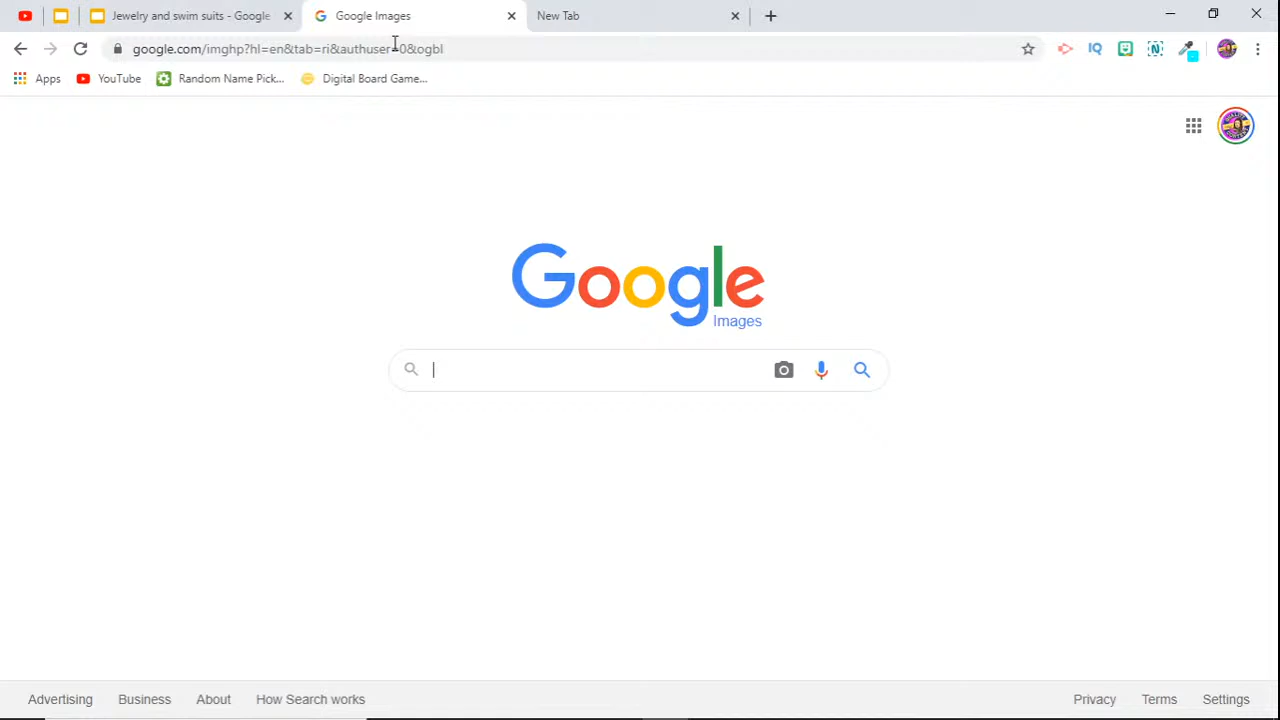 Jewelry and swim suits - Google
Google Images
New Tab
google.com/imghp?hl=en&tab=ri&authuser=0&ogbl
IQ
N
Apps
YouTube
Random Name Pick...
Digital Board Game...
Google
Images
Advertising
Business
About
How Search works
Privacy
Terms
Settings